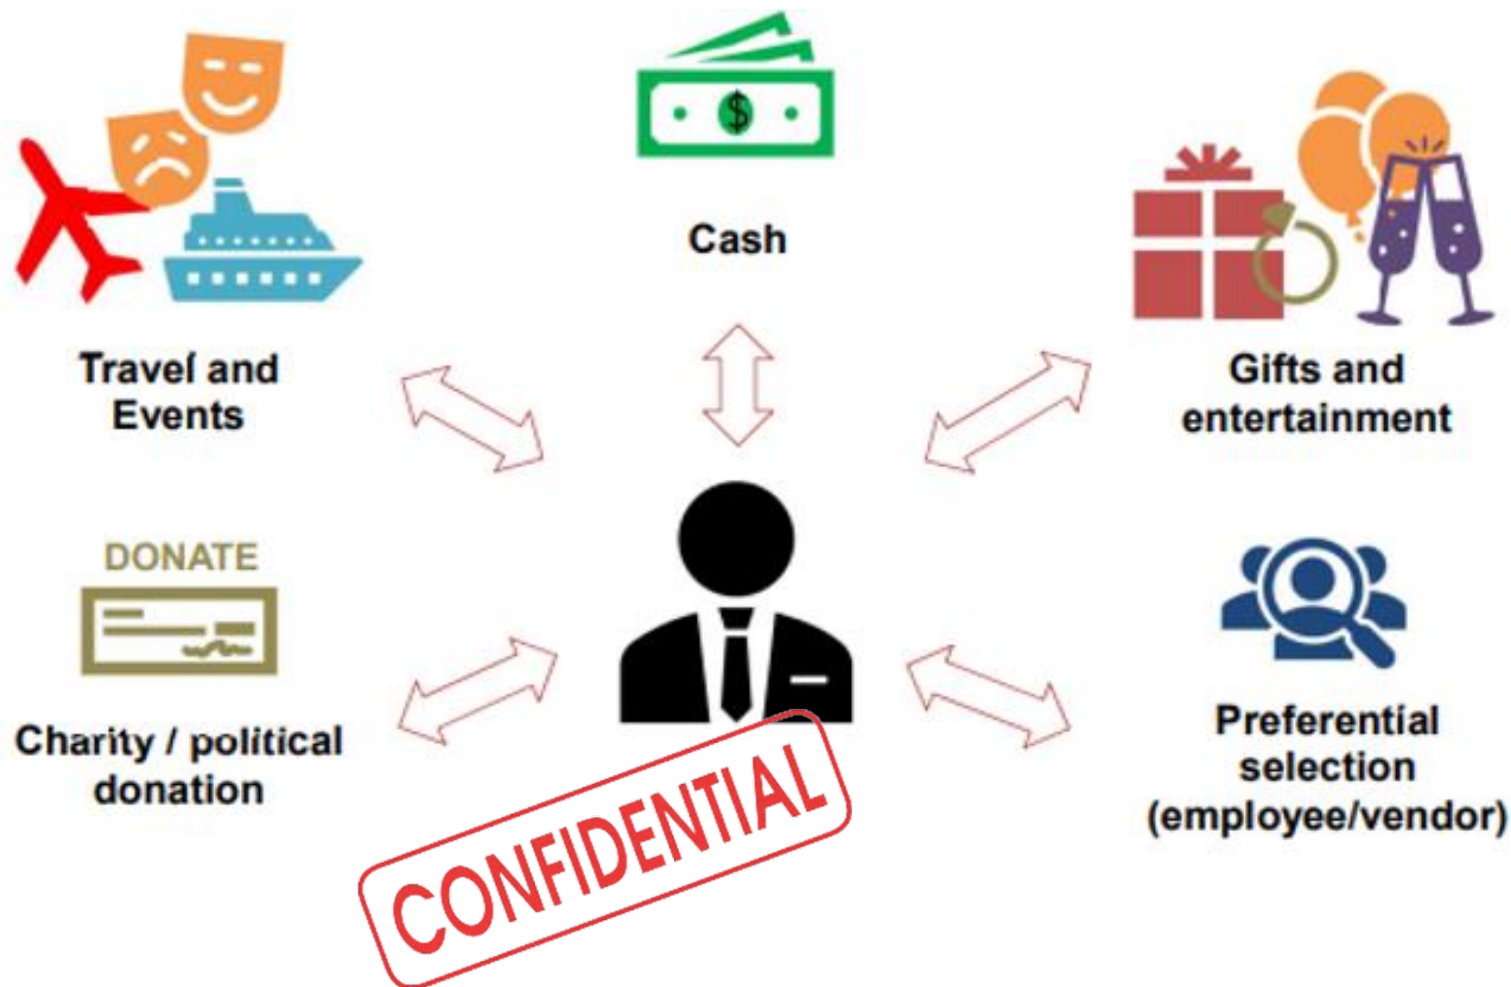 $
Cash
Travel and
Events
Gifts and
entertainment
DONATE
Charity / political
donation
Preferential
selection
(employee/vendor)
CONFIDENTIAL